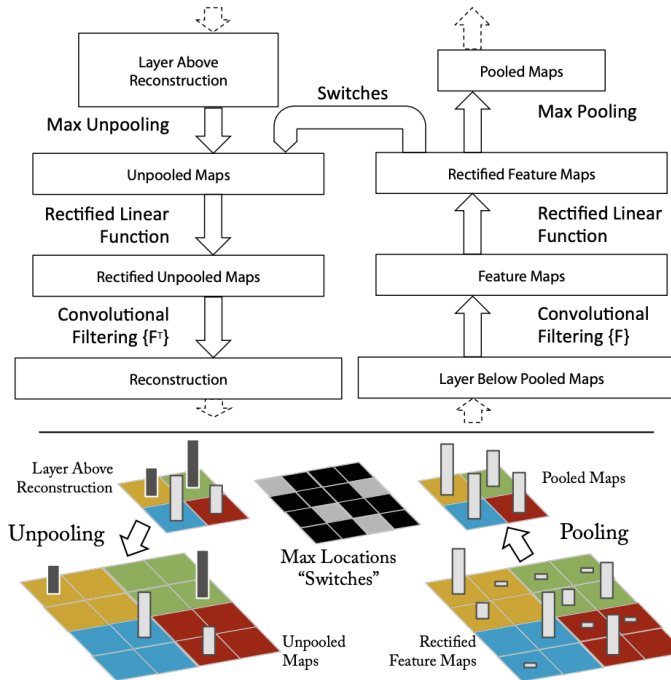 Layer Above
Reconstruction
Pooled Maps
Switches
Max Unpooling
Max Pooling
Unpooled Maps
Rectified Feature Maps
Rectified Linear
Function
Rectified Linear
Function
Rectified Unpooled Maps
Feature Maps
Convolutional
Filtering {Fᵀ}
Convolutional
Filtering {F}
Reconstruction
Layer Below Pooled Maps
Layer Above
Reconstruction
Pooled Maps
Unpooling
Pooling
Max Locations
“Switches”
Unpooled
Maps
Rectified
Feature Maps